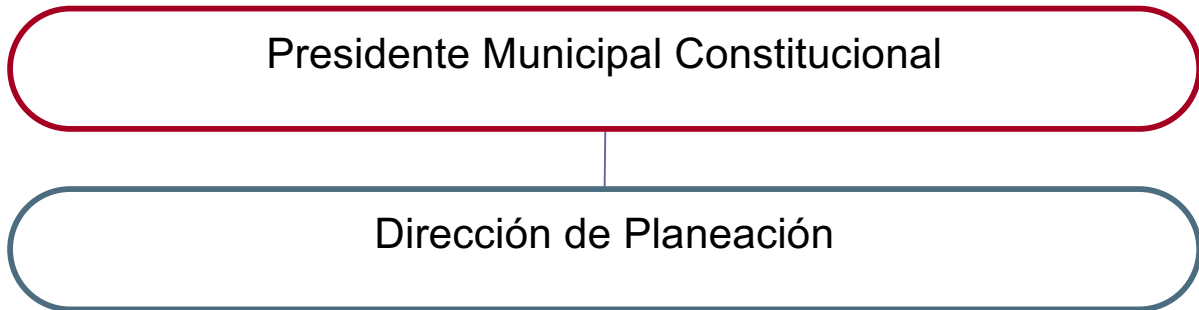 Presidente Municipal Constitucional
Dirección de Planeación